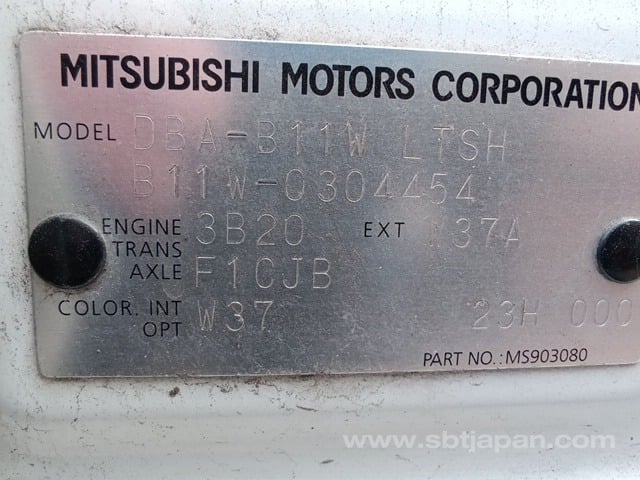 MITSUBISHI MOTORS CORPORATION
MODEL DBA-B11W LTSH
B11W-0304454
ENGINE 3B20 EXT W37A
TRANS
AXLE F1CJB
COLOR. INT W37 23H 000
OPT
PART NO.: MS903080
www.sbtjapan.com